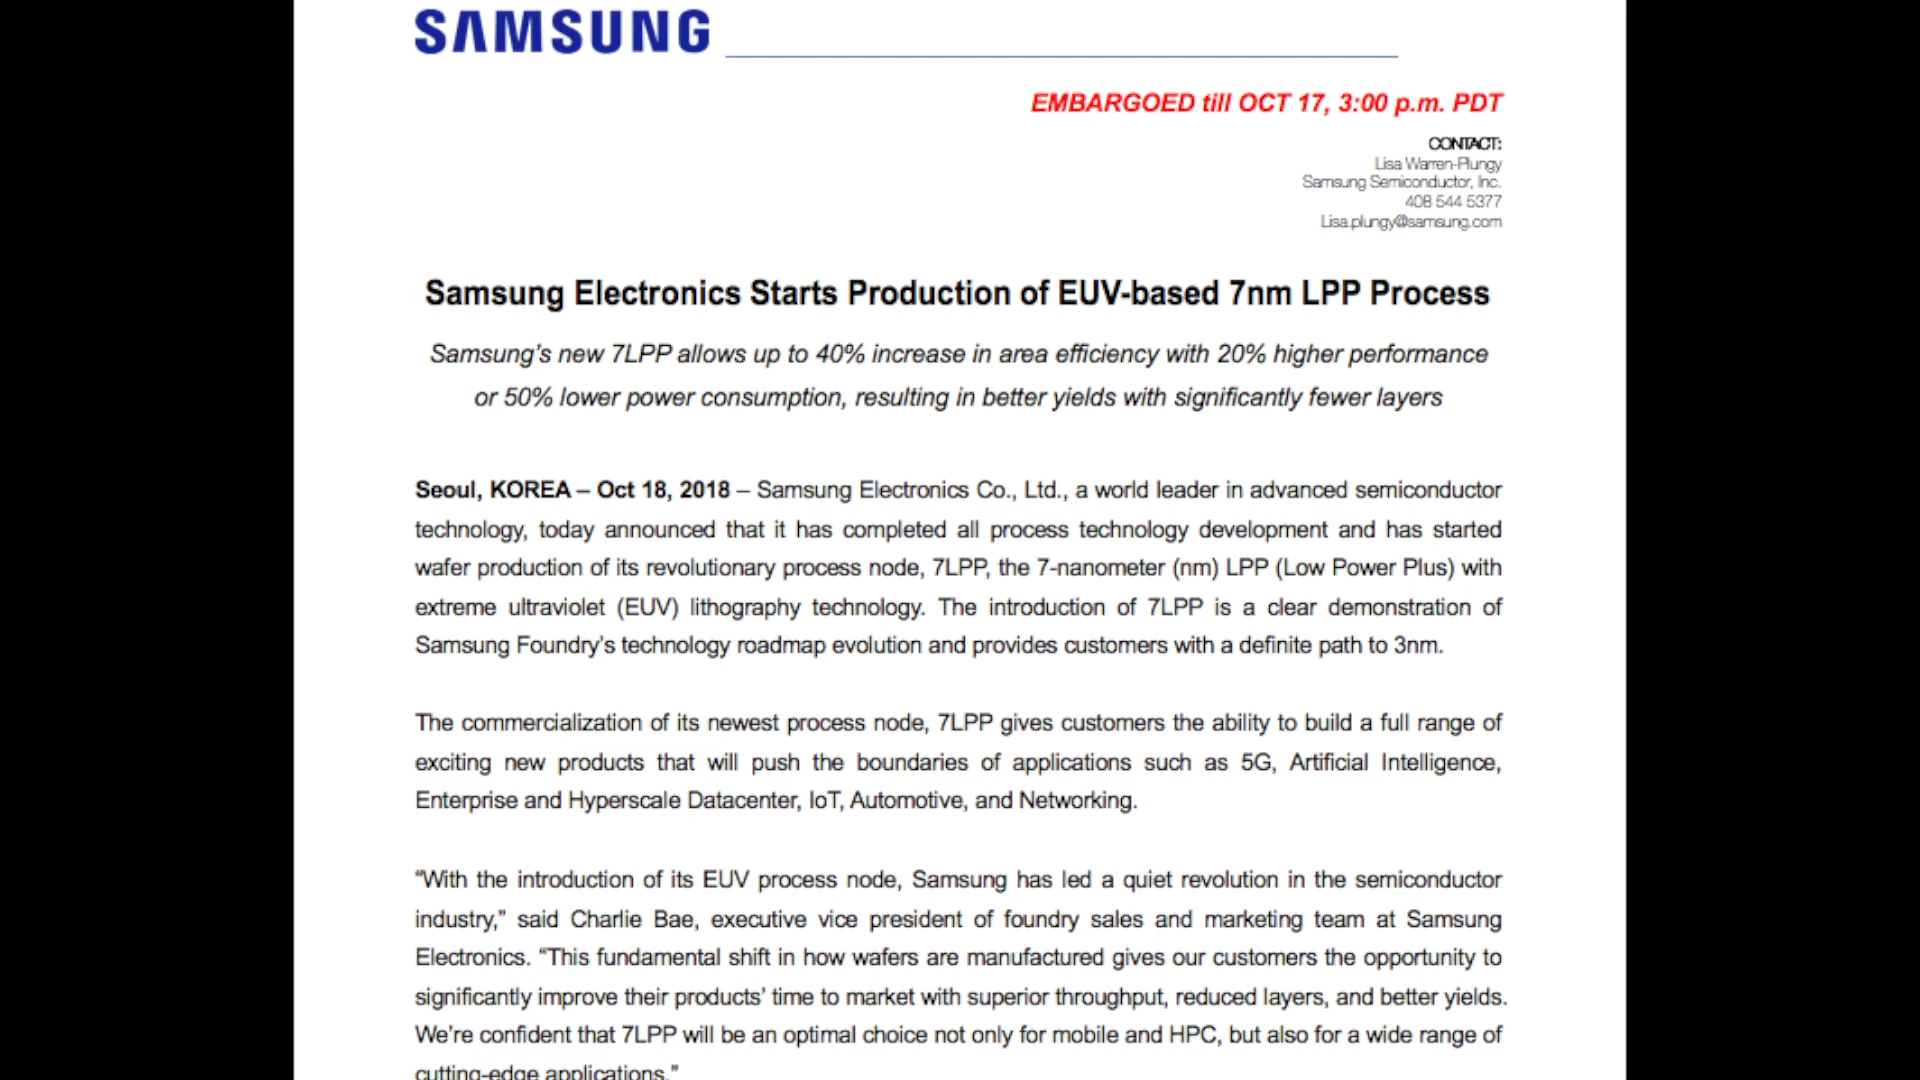 SAMSUNG
EMBARGOED till OCT 17, 3:00 p.m. PDT
CONTACT:
Lisa Warren-Plungy
Samsung Semiconductor, Inc.
408 544 5377
Lisa.plungy@samsung.com
Samsung Electronics Starts Production of EUV-based 7nm LPP Process
Samsung’s new 7LPP allows up to 40% increase in area efficiency with 20% higher performance
or 50% lower power consumption, resulting in better yields with significantly fewer layers
Seoul, KOREA – Oct 18, 2018 – Samsung Electronics Co., Ltd., a world leader in advanced semiconductor
technology, today announced that it has completed all process technology development and has started
wafer production of its revolutionary process node, 7LPP, the 7-nanometer (nm) LPP (Low Power Plus) with
extreme ultraviolet (EUV) lithography technology. The introduction of 7LPP is a clear demonstration of
Samsung Foundry’s technology roadmap evolution and provides customers with a definite path to 3nm.
The commercialization of its newest process node, 7LPP gives customers the ability to build a full range of
exciting new products that will push the boundaries of applications such as 5G, Artificial Intelligence,
Enterprise and Hyperscale Datacenter, IoT, Automotive, and Networking.
“With the introduction of its EUV process node, Samsung has led a quiet revolution in the semiconductor
industry,” said Charlie Bae, executive vice president of foundry sales and marketing team at Samsung
Electronics. “This fundamental shift in how wafers are manufactured gives our customers the opportunity to
significantly improve their products’ time to market with superior throughput, reduced layers, and better yields.
We’re confident that 7LPP will be an optimal choice not only for mobile and HPC, but also for a wide range of
cutting-edge applications.”